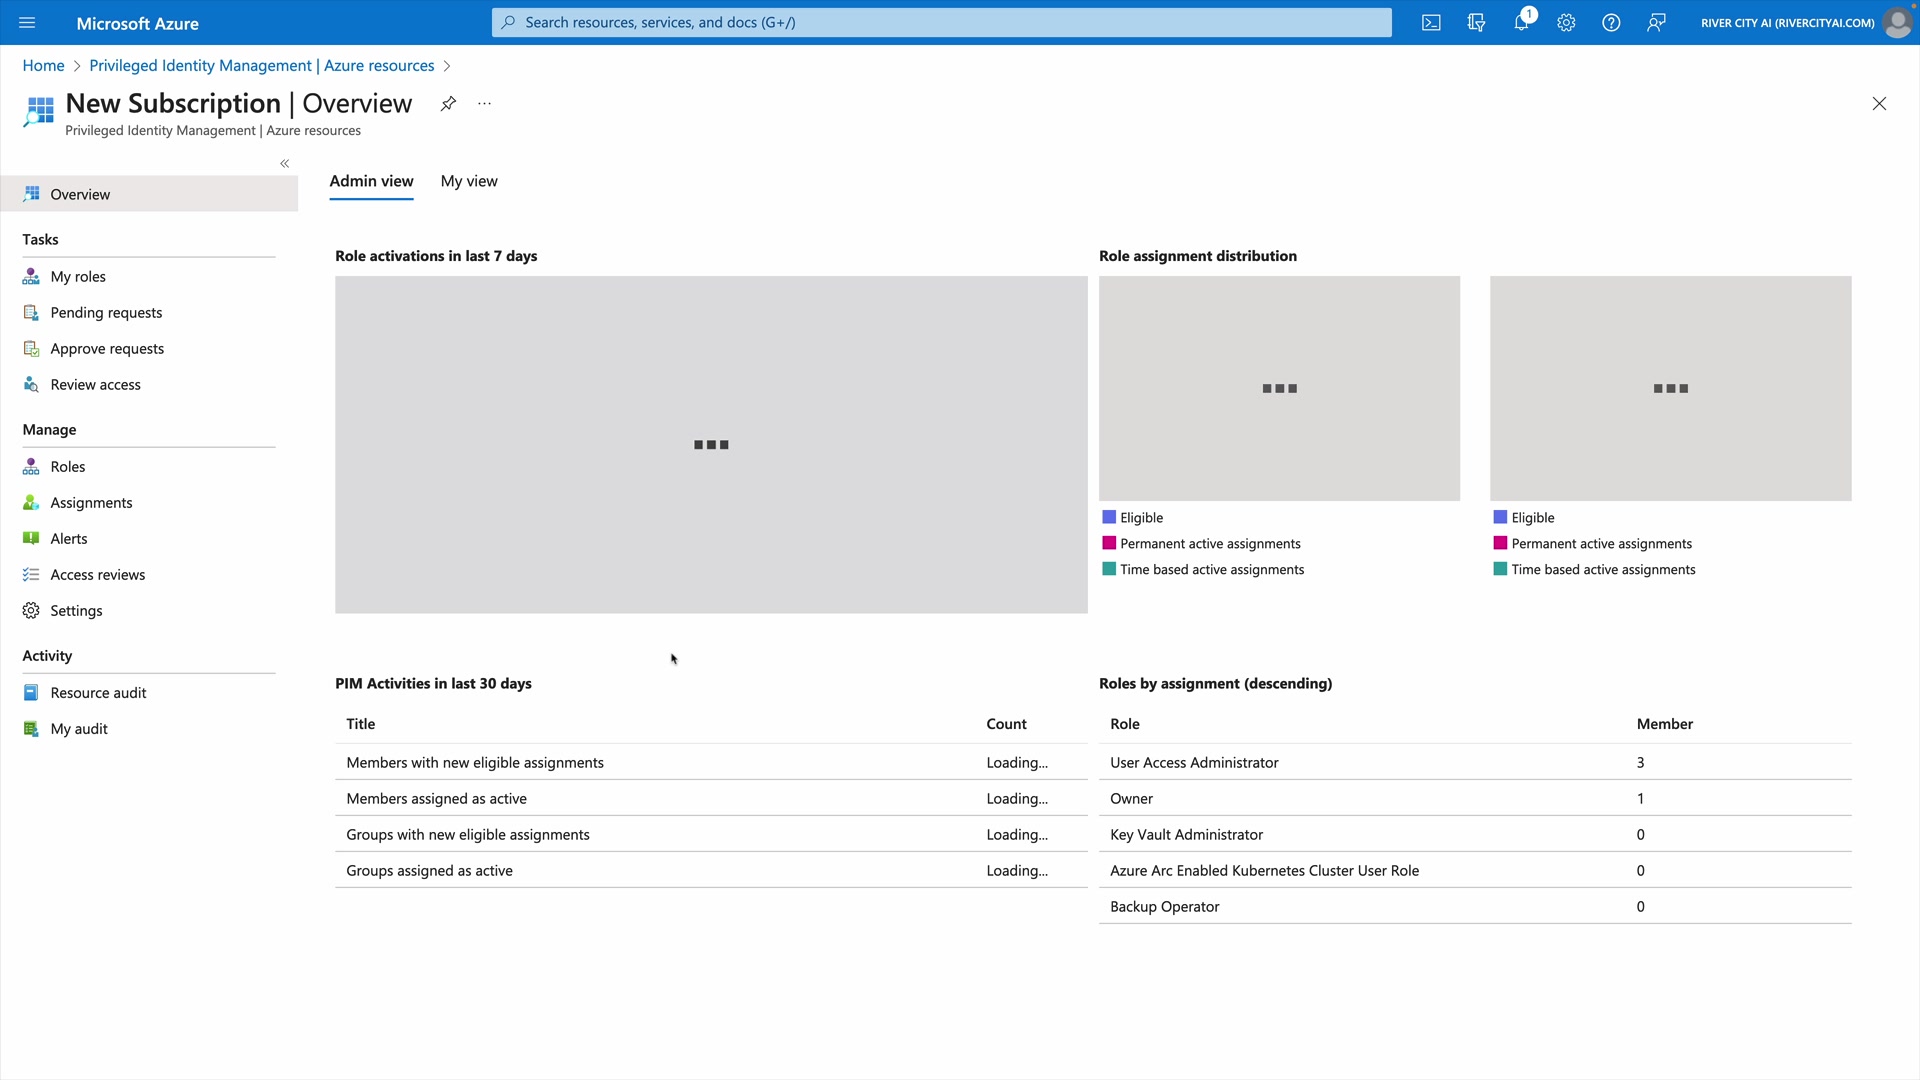 Microsoft Azure
Search resources, services, and docs (G+/)
1
RIVER CITY AI (RIVERCITYAI.COM)
Home > Privileged Identity Management | Azure resources >
New Subscription | Overview
Privileged Identity Management | Azure resources
Overview
Tasks
My roles
Pending requests
Approve requests
Review access
Manage
Roles
Assignments
Alerts
Access reviews
Settings
Activity
Resource audit
My audit
Admin view
My view
Role activations in last 7 days
Role assignment distribution
Eligible
Permanent active assignments
Time based active assignments
Eligible
Permanent active assignments
Time based active assignments
PIM Activities in last 30 days
Title Count
Members with new eligible assignments Loading...
Members assigned as active Loading...
Groups with new eligible assignments Loading...
Groups assigned as active Loading...
Roles by assignment (descending)
Role Member
User Access Administrator 3
Owner 1
Key Vault Administrator 0
Azure Arc Enabled Kubernetes Cluster User Role 0
Backup Operator 0